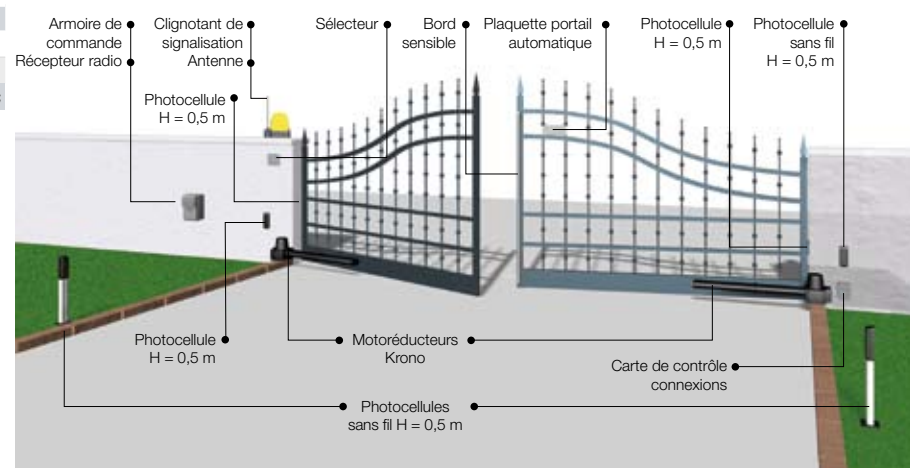 Armoire de
commande
Récepteur radio
Clignotant de
signalisation
Antenne
Photocellule
H = 0,5 m
Sélecteur
Bord
sensible
Plaquette portail
automatique
Photocellule
H = 0,5 m
Photocellule
sans fil
H = 0,5 m
Photocellule
H = 0,5 m
Motoréducteurs
Krono
Carte de contrôle
connexions
Photocellules
sans fil H = 0,5 m